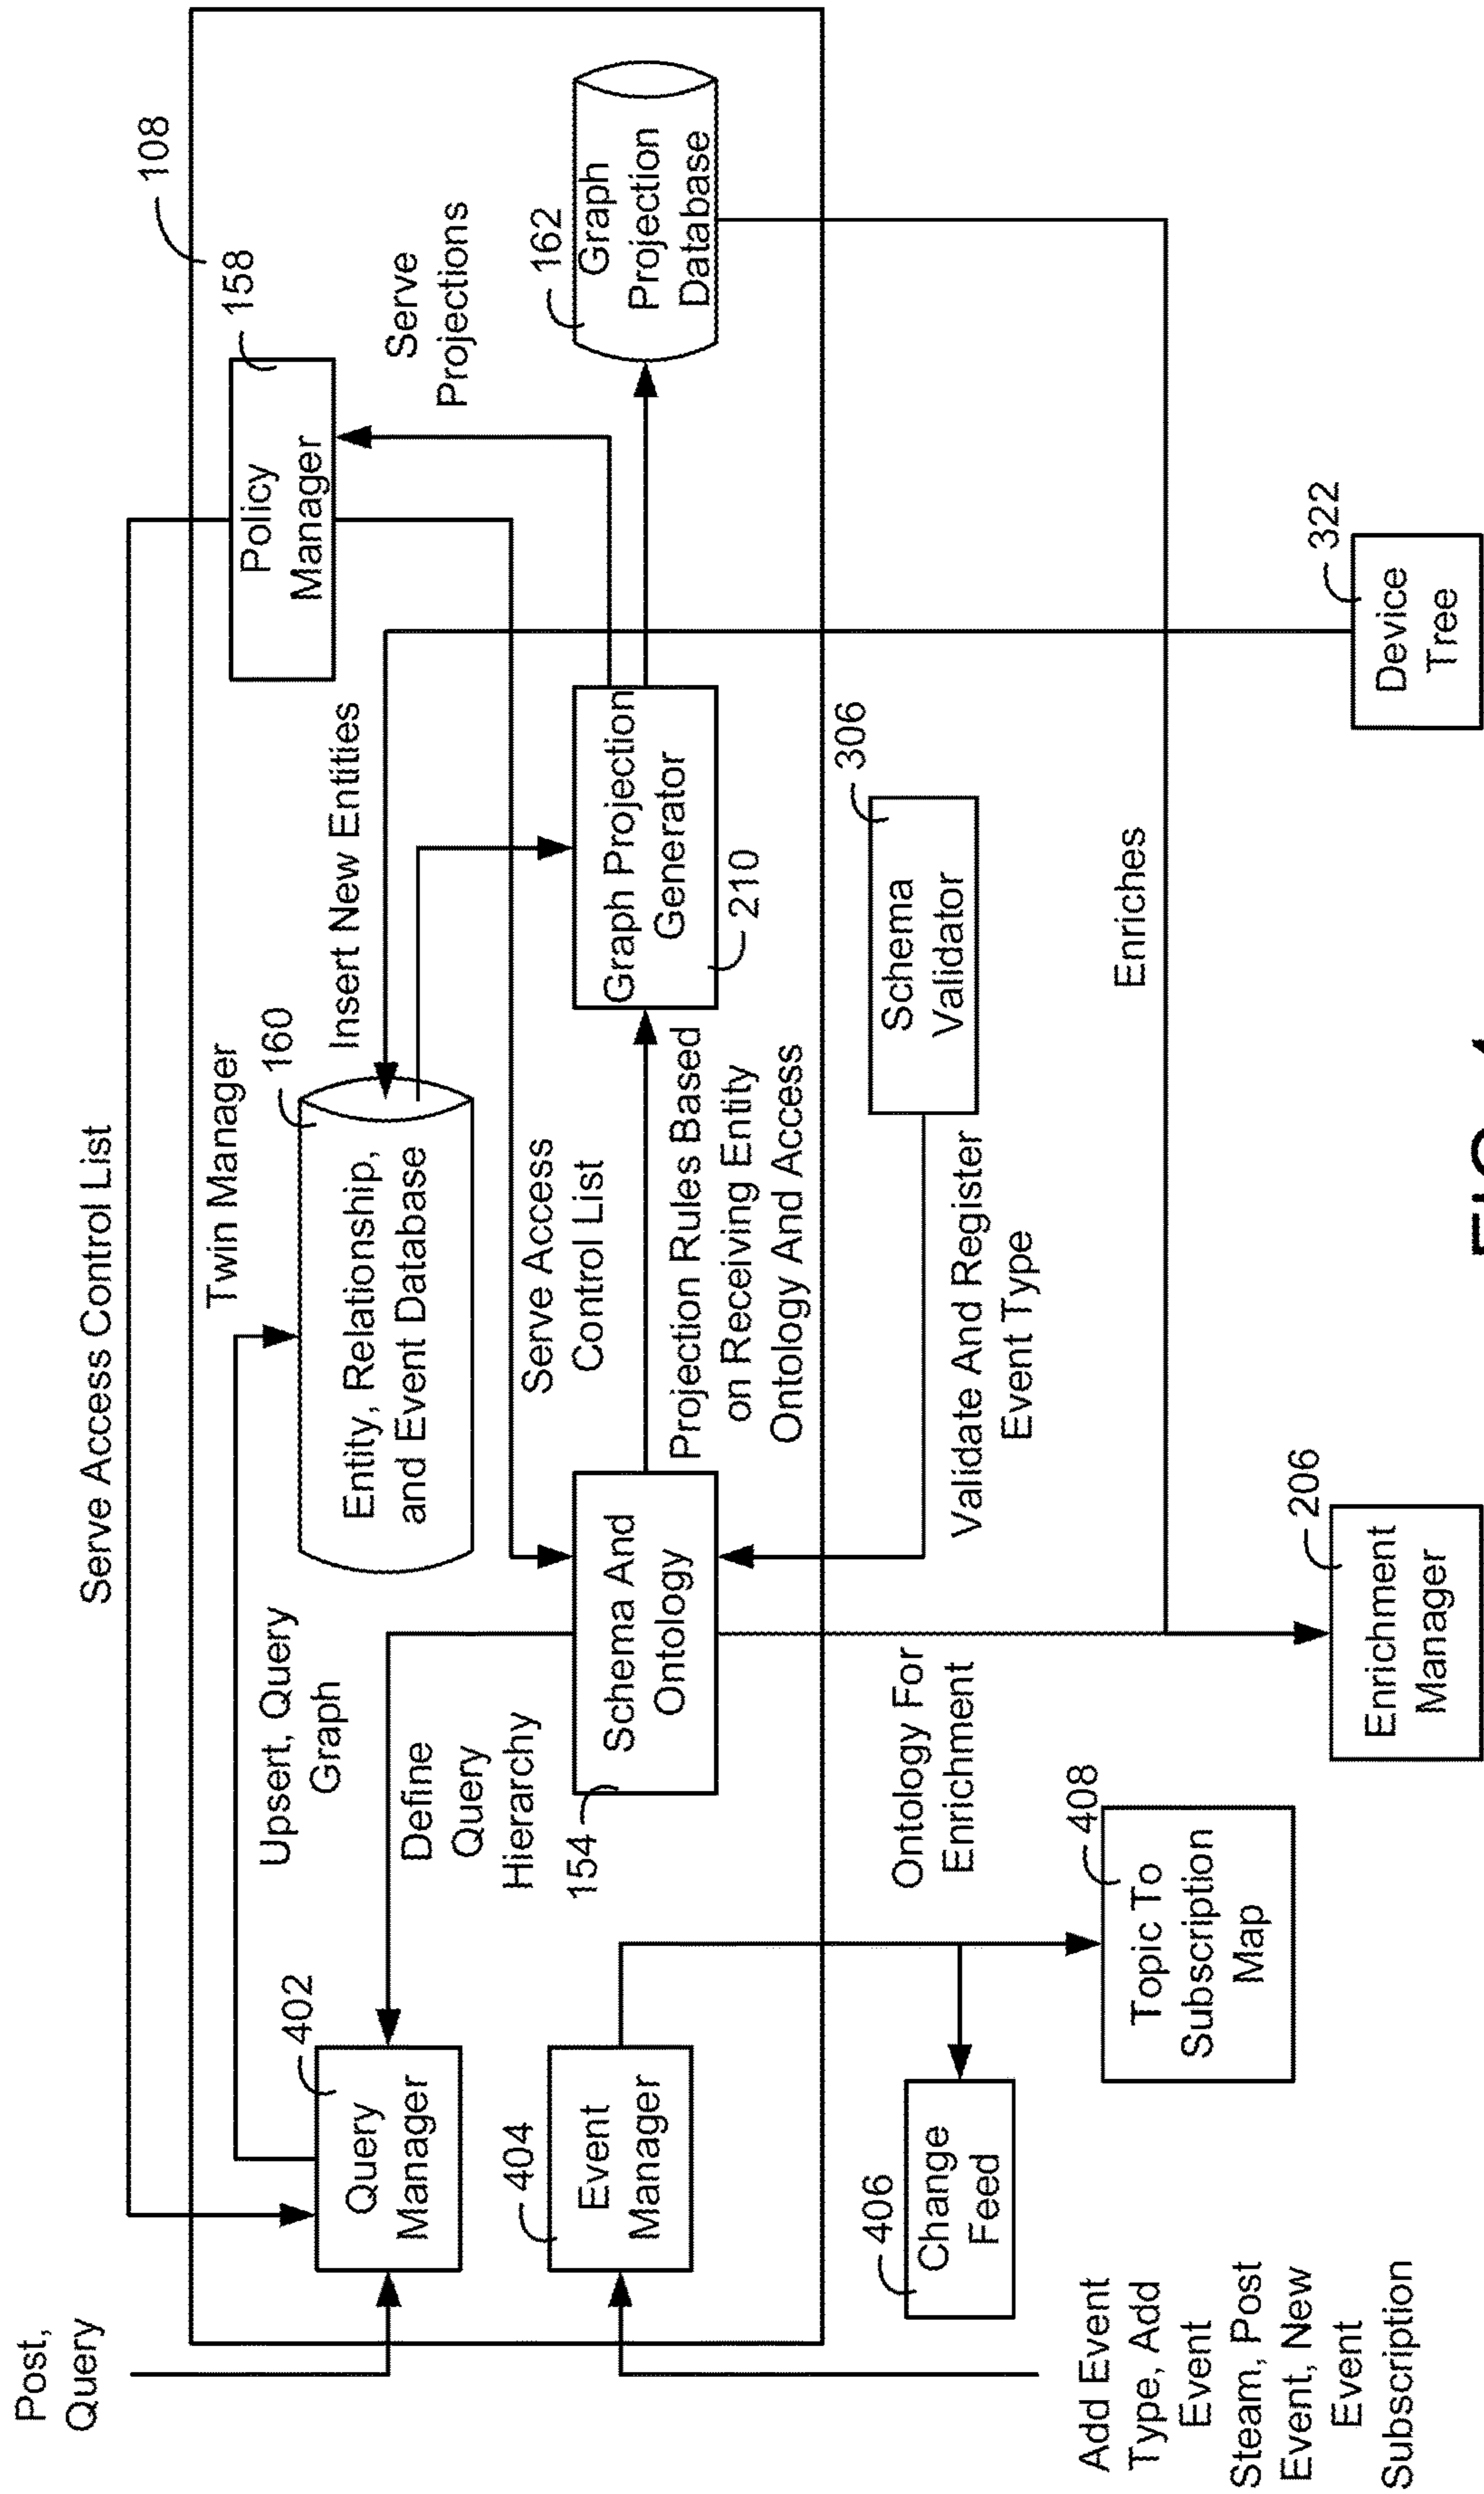 Post,
Query
Serve Access Control List
108
Twin Manager
Upsert, Query
Graph
402
Query
Manager
Define
Query
Hierarchy
160
Entity, Relationship,
and Event Database
Insert New Entities
158
Policy
Manager
Serve
Projections
404
Event
Manager
154
Schema And
Ontology
Serve Access
Control List
Projection Rules Based
on Receiving Entity
Ontology And Access
Graph Projection
Generator
210
162
Graph
Projection
Database
406
Change
Feed
Ontology For
Enrichment
Validate And Register
Event Type
306
Schema
Validator
Enriches
Add Event
Type, Add
Event
Steam, Post
Event, New
Event
Subscription
408
Topic To
Subscription
Map
206
Enrichment
Manager
322
Device
Tree